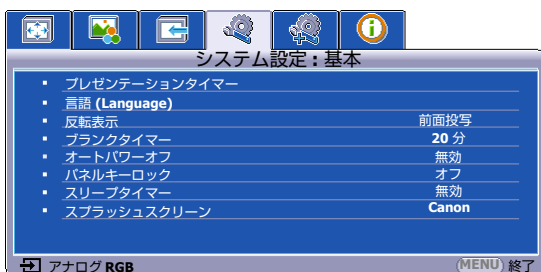 システム設定 : 基本
プレゼンテーションタイマー
言語 (Language)
反転表示 前面投写
ブランクタイマー 20 分
オートパワーオフ 無効
パネルキーロック オフ
スリープタイマー 無効
スプラッシュスクリーン Canon
アナログ RGB MENU 終了